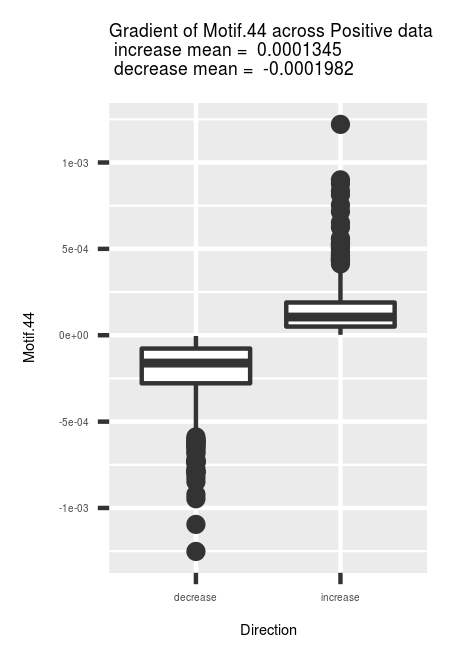 Gradient of Motif.44 across Positive data
increase mean =  0.0001345
decrease mean =  -0.0001982
1e-03
5e-04
0e+00
-5e-04
-1e-03
Motif.44
decrease increase
Direction